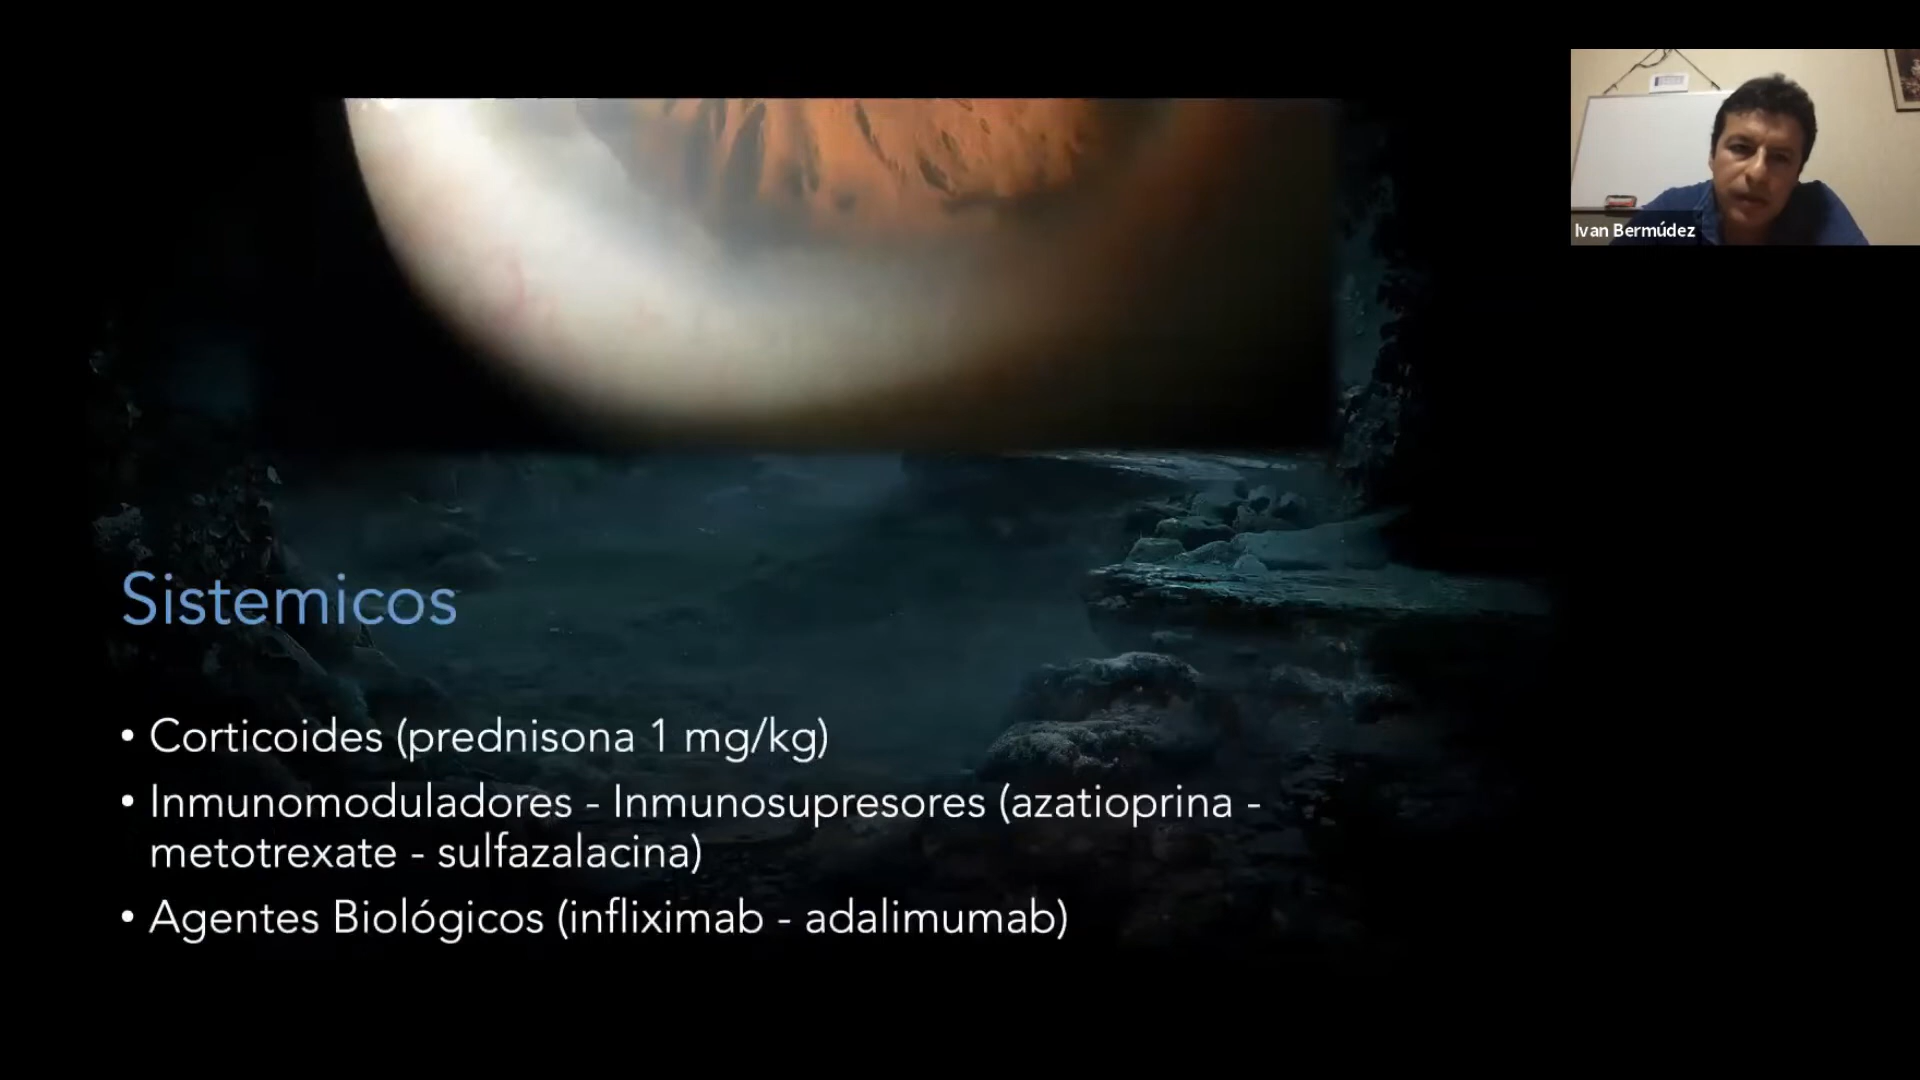 Ivan Bermúdez
Sistemicos
• Corticoides (prednisona 1 mg/kg)
• Inmunomoduladores - Inmunosupresores (azatioprina -
metotrexate - sulfazalacina)
• Agentes Biológicos (infliximab - adalimumab)